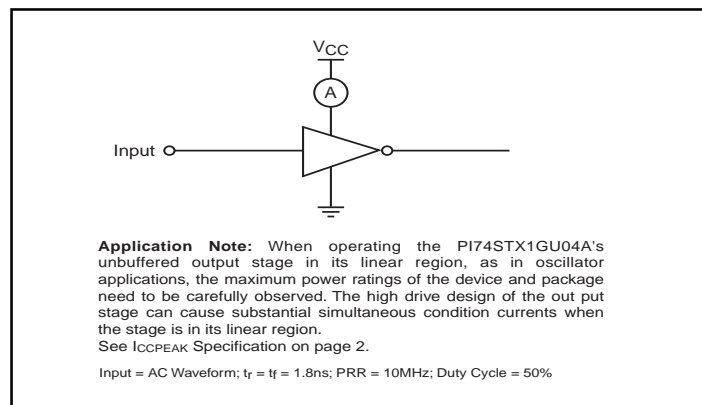 VCC
A
Input
Application Note: When operating the PI74STX1GU04A's
unbuffered output stage in its linear region, as in oscillator
applications, the maximum power ratings of the device and package
need to be carefully observed. The high drive design of the out put
stage can cause substantial simultaneous condition currents when
the stage is in its linear region.
See ICCPEAK Specification on page 2.
Input = AC Waveform; tr = tf = 1.8ns; PRR = 10MHz; Duty Cycle = 50%